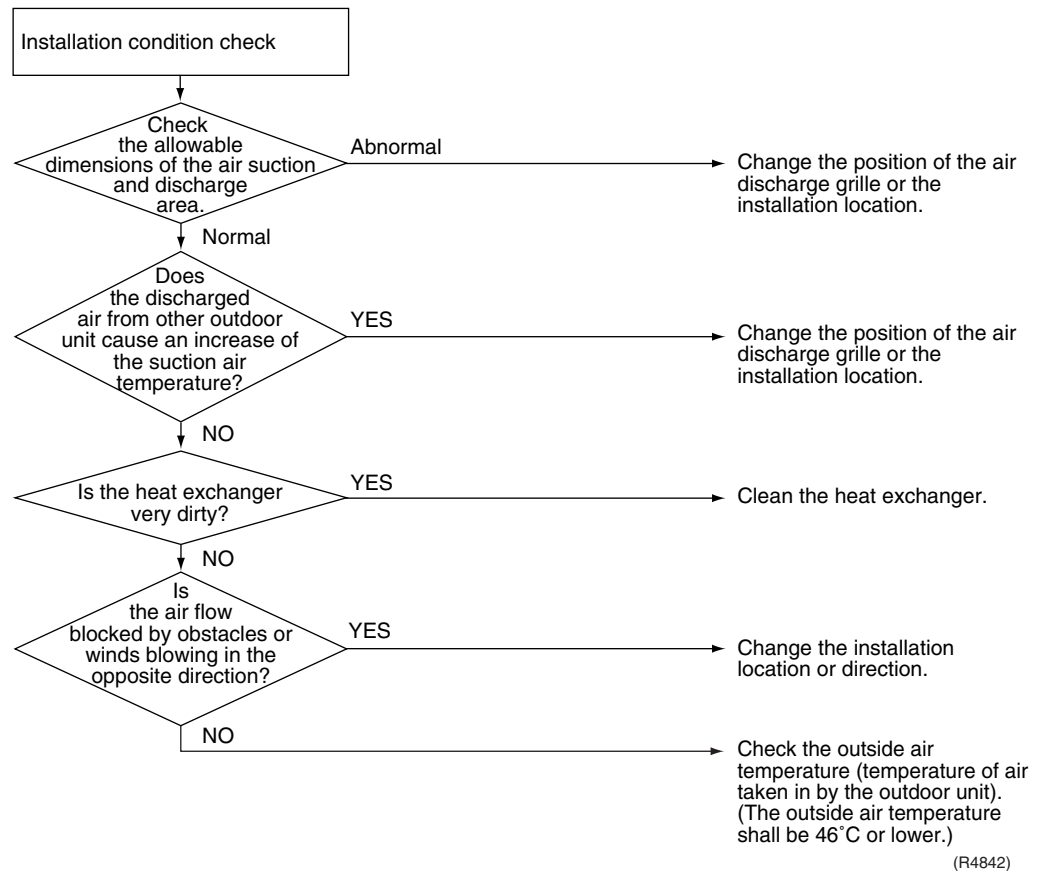 Installation condition check
Check
the allowable
dimensions of the air suction
and discharge
area.
Abnormal
Change the position of the air
discharge grille or the
installation location.
Normal
Does
the discharged
air from other outdoor
unit cause an increase of
the suction air
temperature?
YES
Change the position of the air
discharge grille or the
installation location.
NO
Is the heat exchanger
very dirty?
YES
Clean the heat exchanger.
NO
Is
the air flow
blocked by obstacles or
winds blowing in the
opposite direction?
YES
Change the installation
location or direction.
NO
Check the outside air
temperature (temperature of air
taken in by the outdoor unit).
(The outside air temperature
shall be 46˚C or lower.)
(R4842)